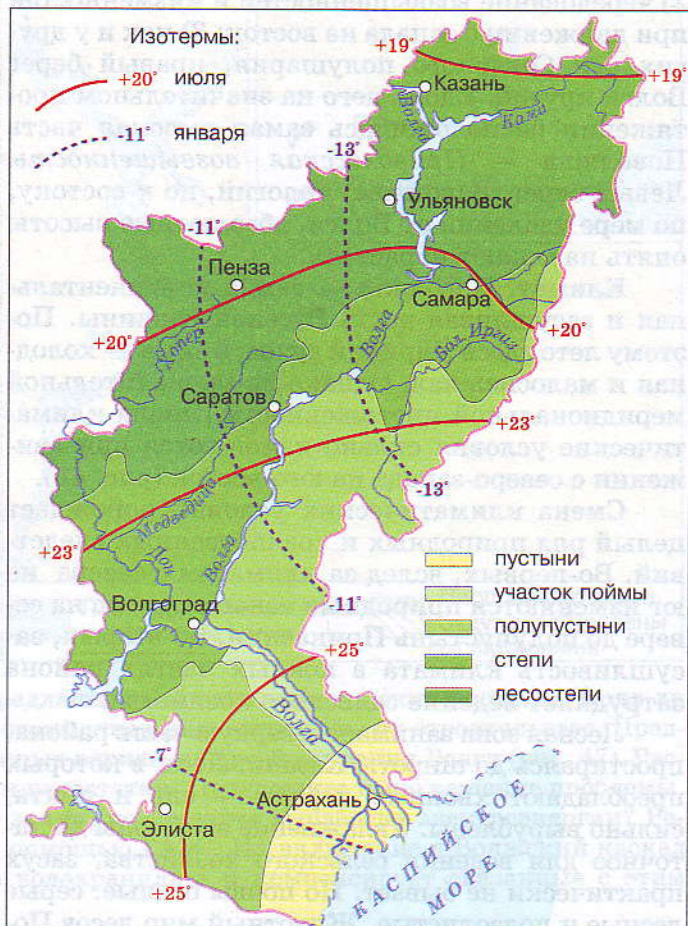 Изотермы:
+20° июля
-11° января
+19°
+19°
Казань
Волга
Кама
-13°
Ульяновск
-11°
Пенза
Самара
+20°
+20°
Хопер
Волга
Бол. Иргиз
Саратов
+23°
-13°
Медведица
+23°
Дон
Волга
-11°
Волгоград
+25°
Волга
7°
Астрахань
Элиста
+25°
КАСПИЙСКОЕ
МОРЕ
пустыни
участок поймы
полупустыни
степи
лесостепи